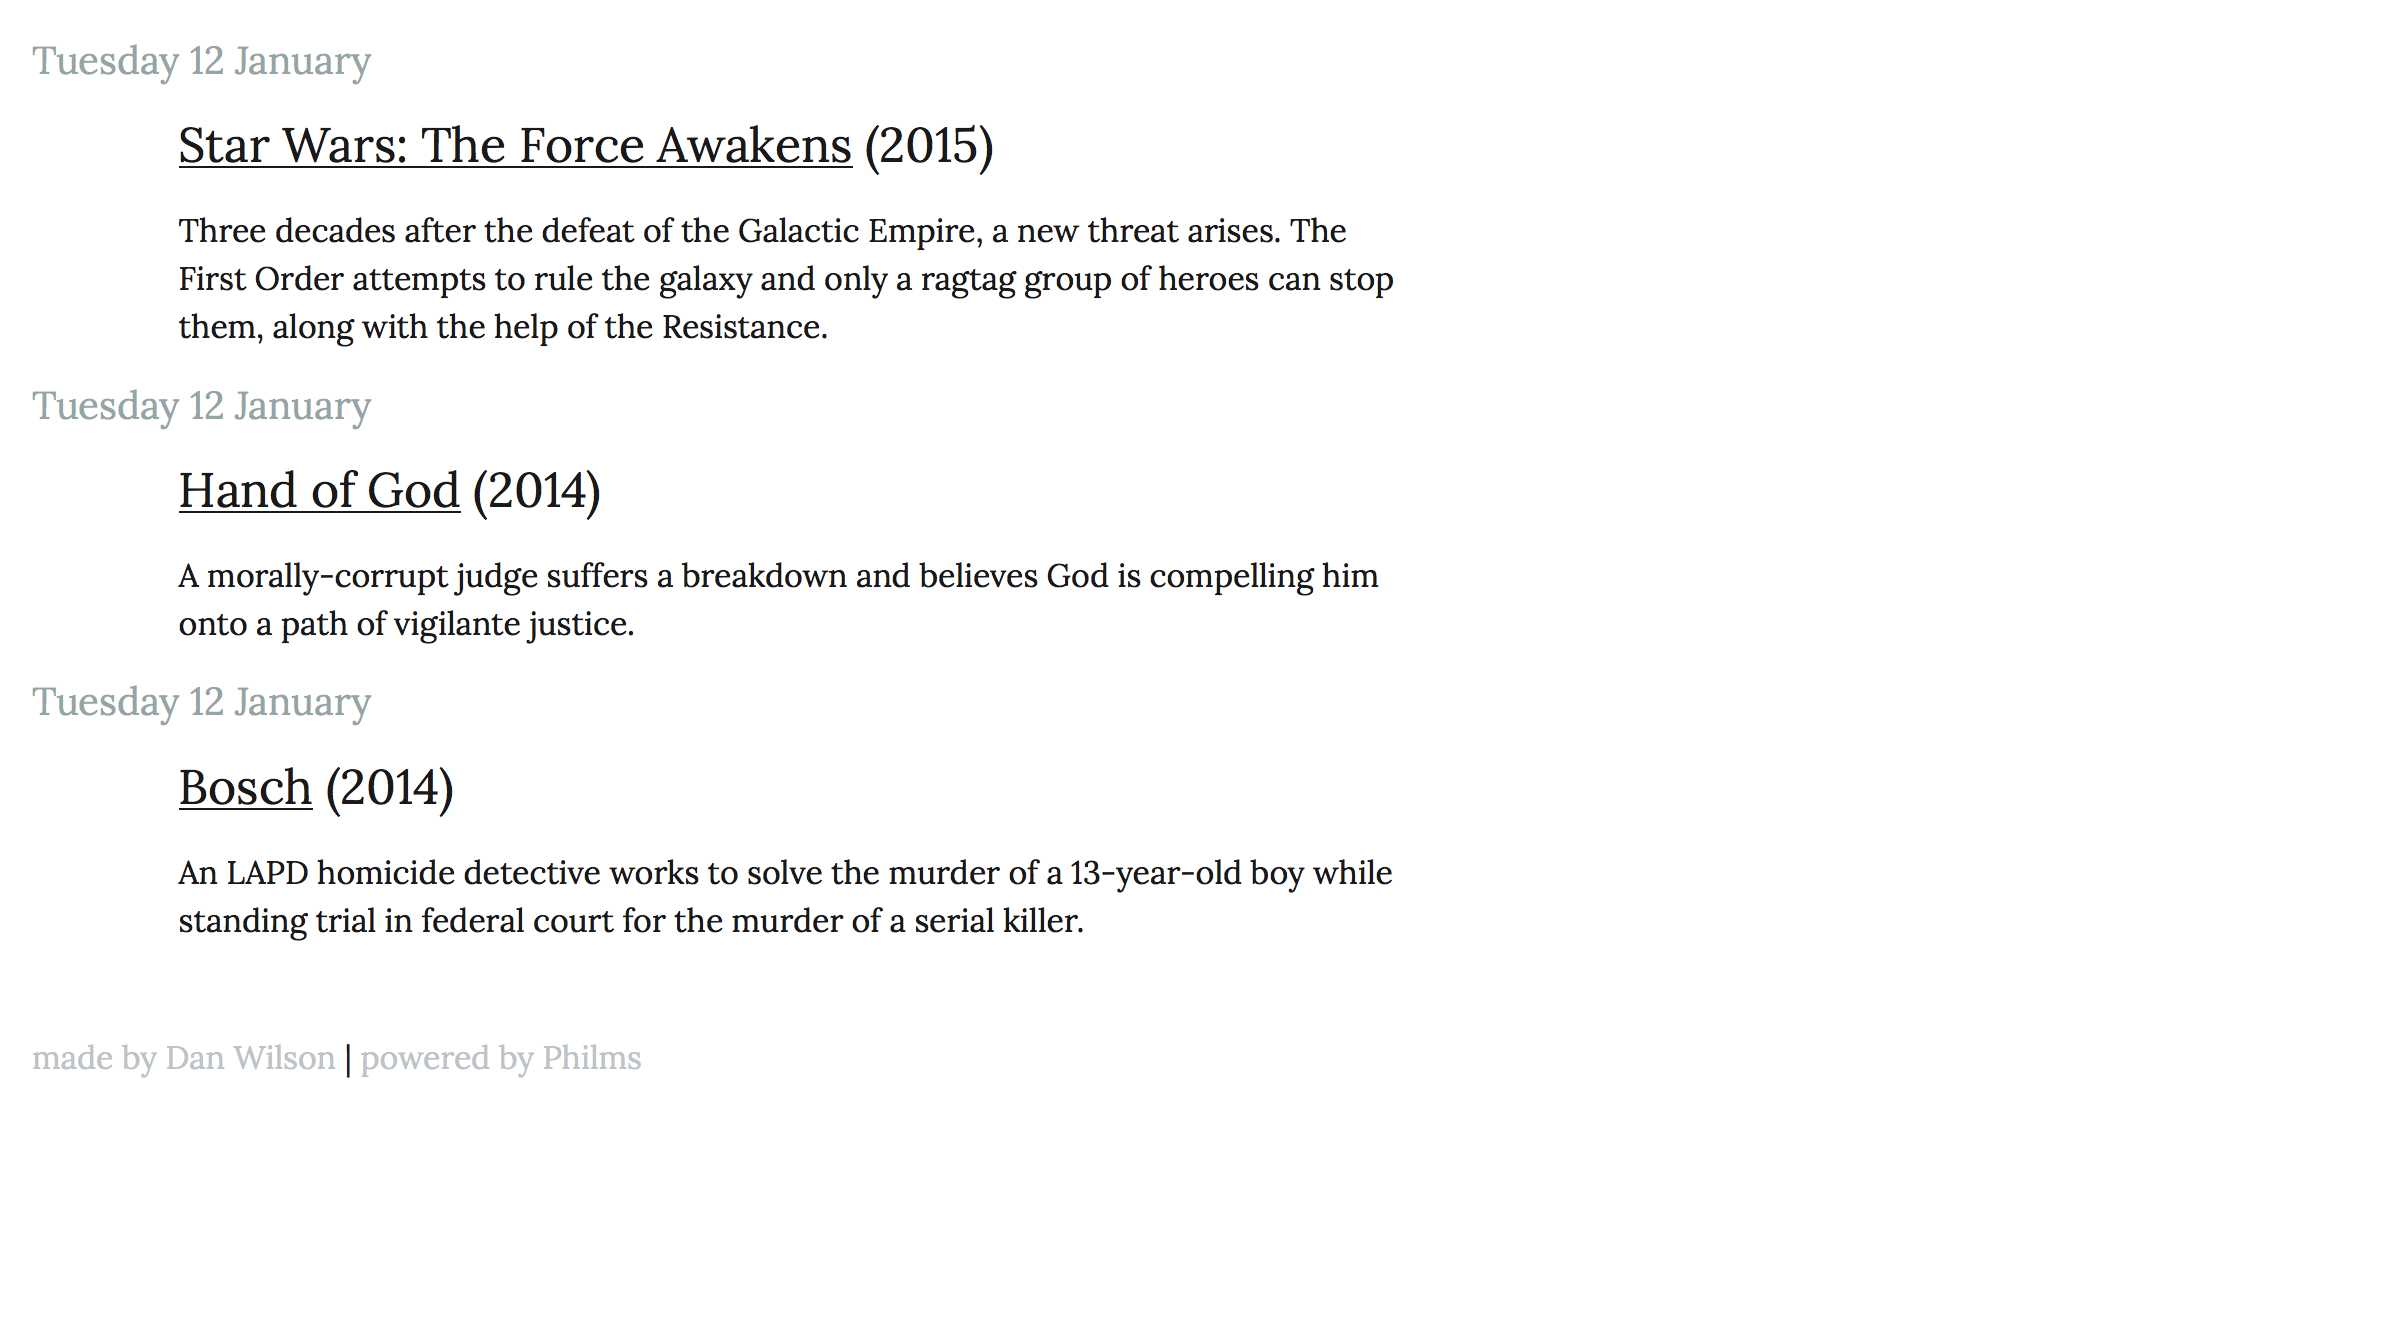 Tuesday 12 January
Star Wars: The Force Awakens (2015)
Three decades after the defeat of the Galactic Empire, a new threat arises. The
First Order attempts to rule the galaxy and only a ragtag group of heroes can stop
them, along with the help of the Resistance.
Tuesday 12 January
Hand of God (2014)
A morally-corrupt judge suffers a breakdown and believes God is compelling him
onto a path of vigilante justice.
Tuesday 12 January
Bosch (2014)
An LAPD homicide detective works to solve the murder of a 13-year-old boy while
standing trial in federal court for the murder of a serial killer.
made by Dan Wilson | powered by Philms